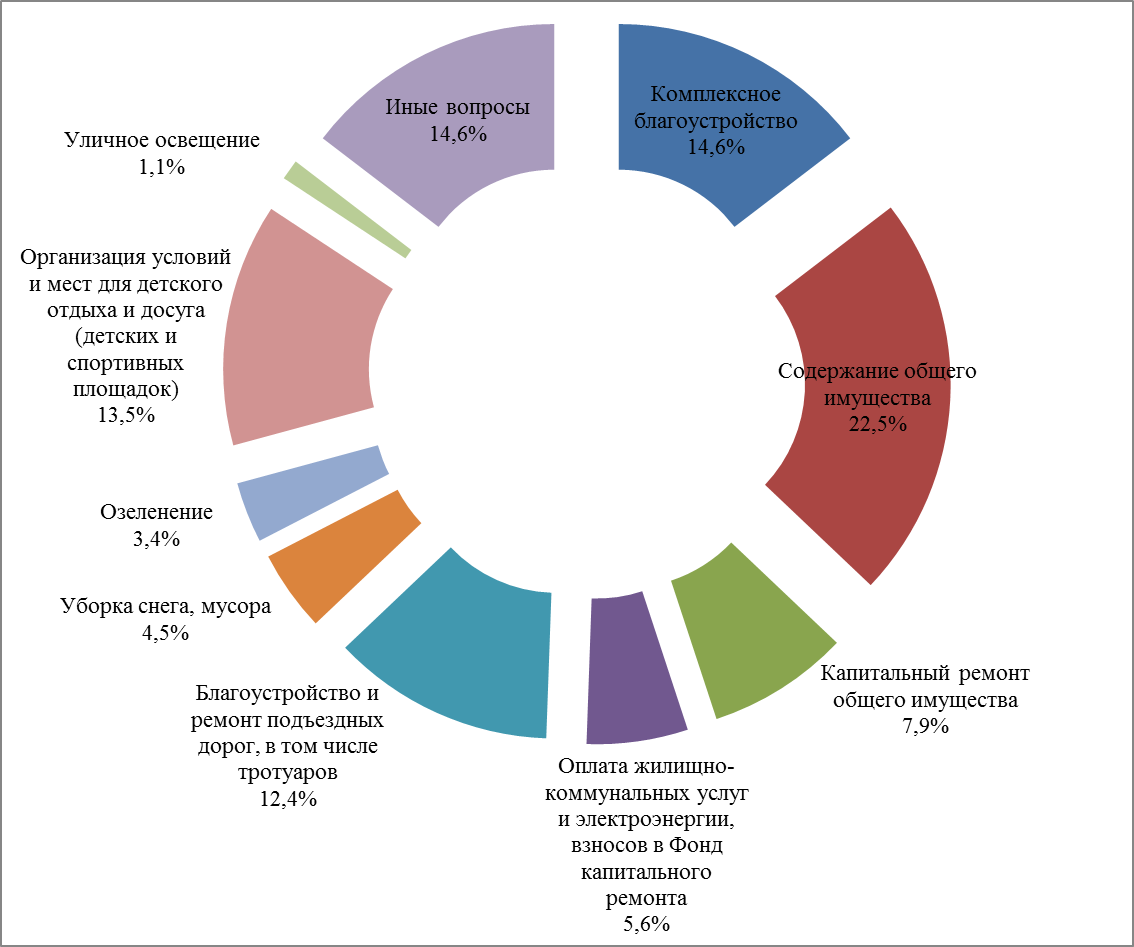 Комплексное
благоустройство
14,6%
Содержание общего
имущества
22,5%
Капитальный ремонт
общего имущества
7,9%
Оплата жилищно-
коммунальных услуг
и электроэнергии,
взносов в Фонд
капитального
ремонта
5,6%
Благоустройство и
ремонт подъездных
дорог, в том числе
тротуаров
12,4%
Уборка снега, мусора
4,5%
Озеленение
3,4%
Организация условий
и мест для детского
отдыха и досуга
(детских и
спортивных
площадок)
13,5%
Уличное освещение
1,1%
Иные вопросы
14,6%